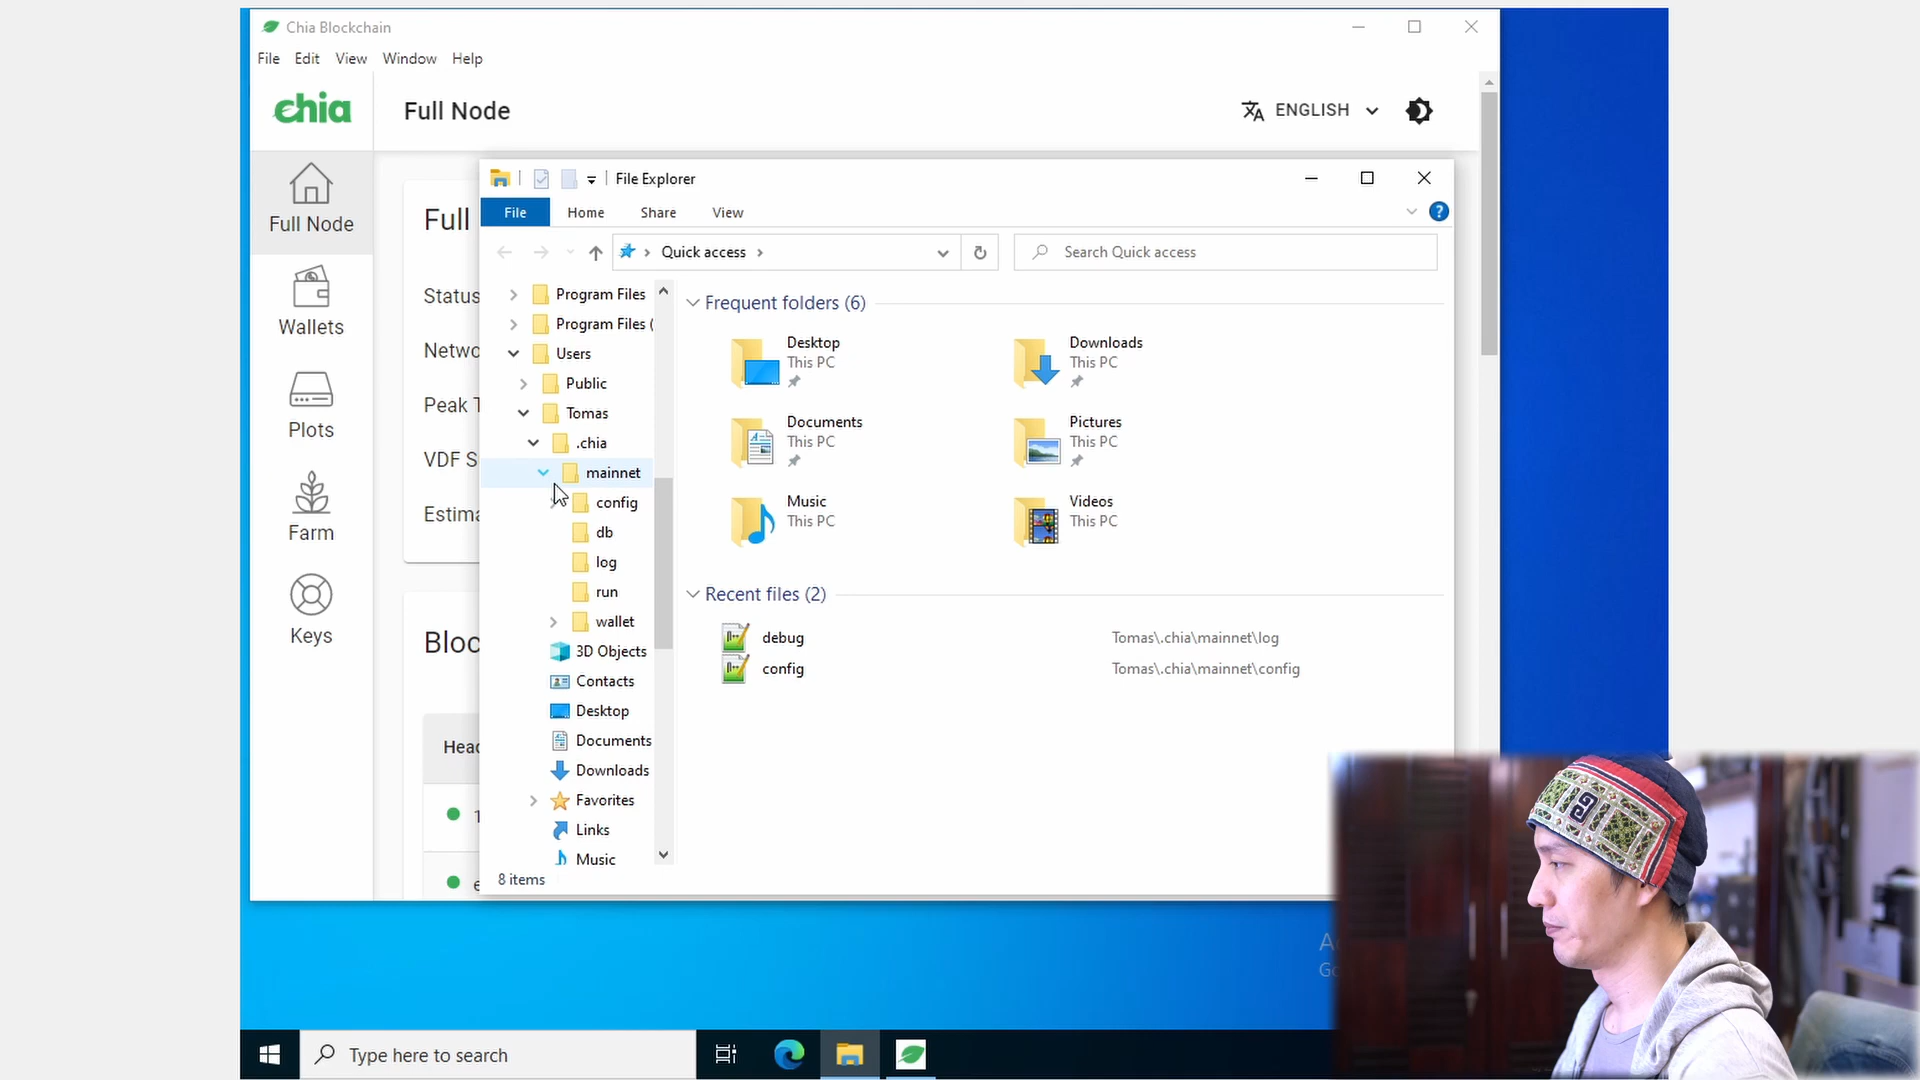 Chia Blockchain
File Edit View Window Help
chia
Full Node
ENGLISH
Full Node
Wallets
Plots
Farm
Keys
Full
Status
Netwo
Peak T
VDF S
Estima
Bloc
Head
File Explorer
File Home Share View
Quick access
Search Quick access
Program Files
Program Files (
Users
Public
Tomas
.chia
mainnet
config
db
log
run
wallet
3D Objects
Contacts
Desktop
Documents
Downloads
Favorites
Links
Music
8 items
Frequent folders (6)
Desktop
This PC
Downloads
This PC
Documents
This PC
Pictures
This PC
Music
This PC
Videos
This PC
Recent files (2)
debug Tomas\.chia\mainnet\log
config Tomas\.chia\mainnet\config
Type here to search